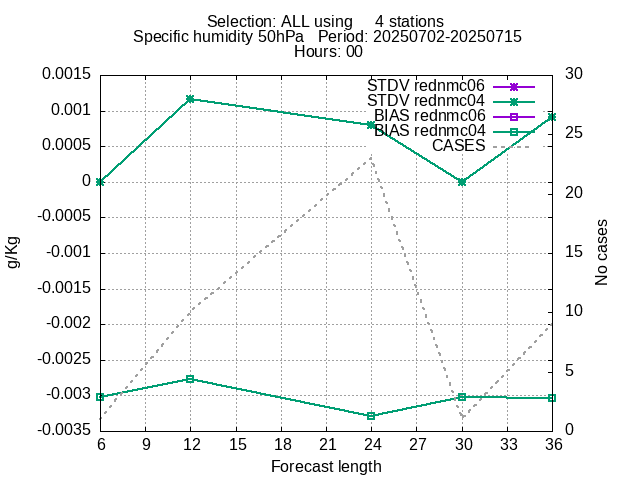 Selection: ALL using     4 stations
Specific humidity 50hPa   Period: 20250702-20250715
Hours: 00
0.0015
0.001
0.0005
0
-0.0005
-0.001
-0.0015
-0.002
-0.0025
-0.003
-0.0035
g/Kg
STDV rednmc06
STDV rednmc04
BIAS rednmc06
BIAS rednmc04
CASES
30
25
20
15
10
5
0
No cases
6 9 12 15 18 21 24 27 30 33 36
Forecast length